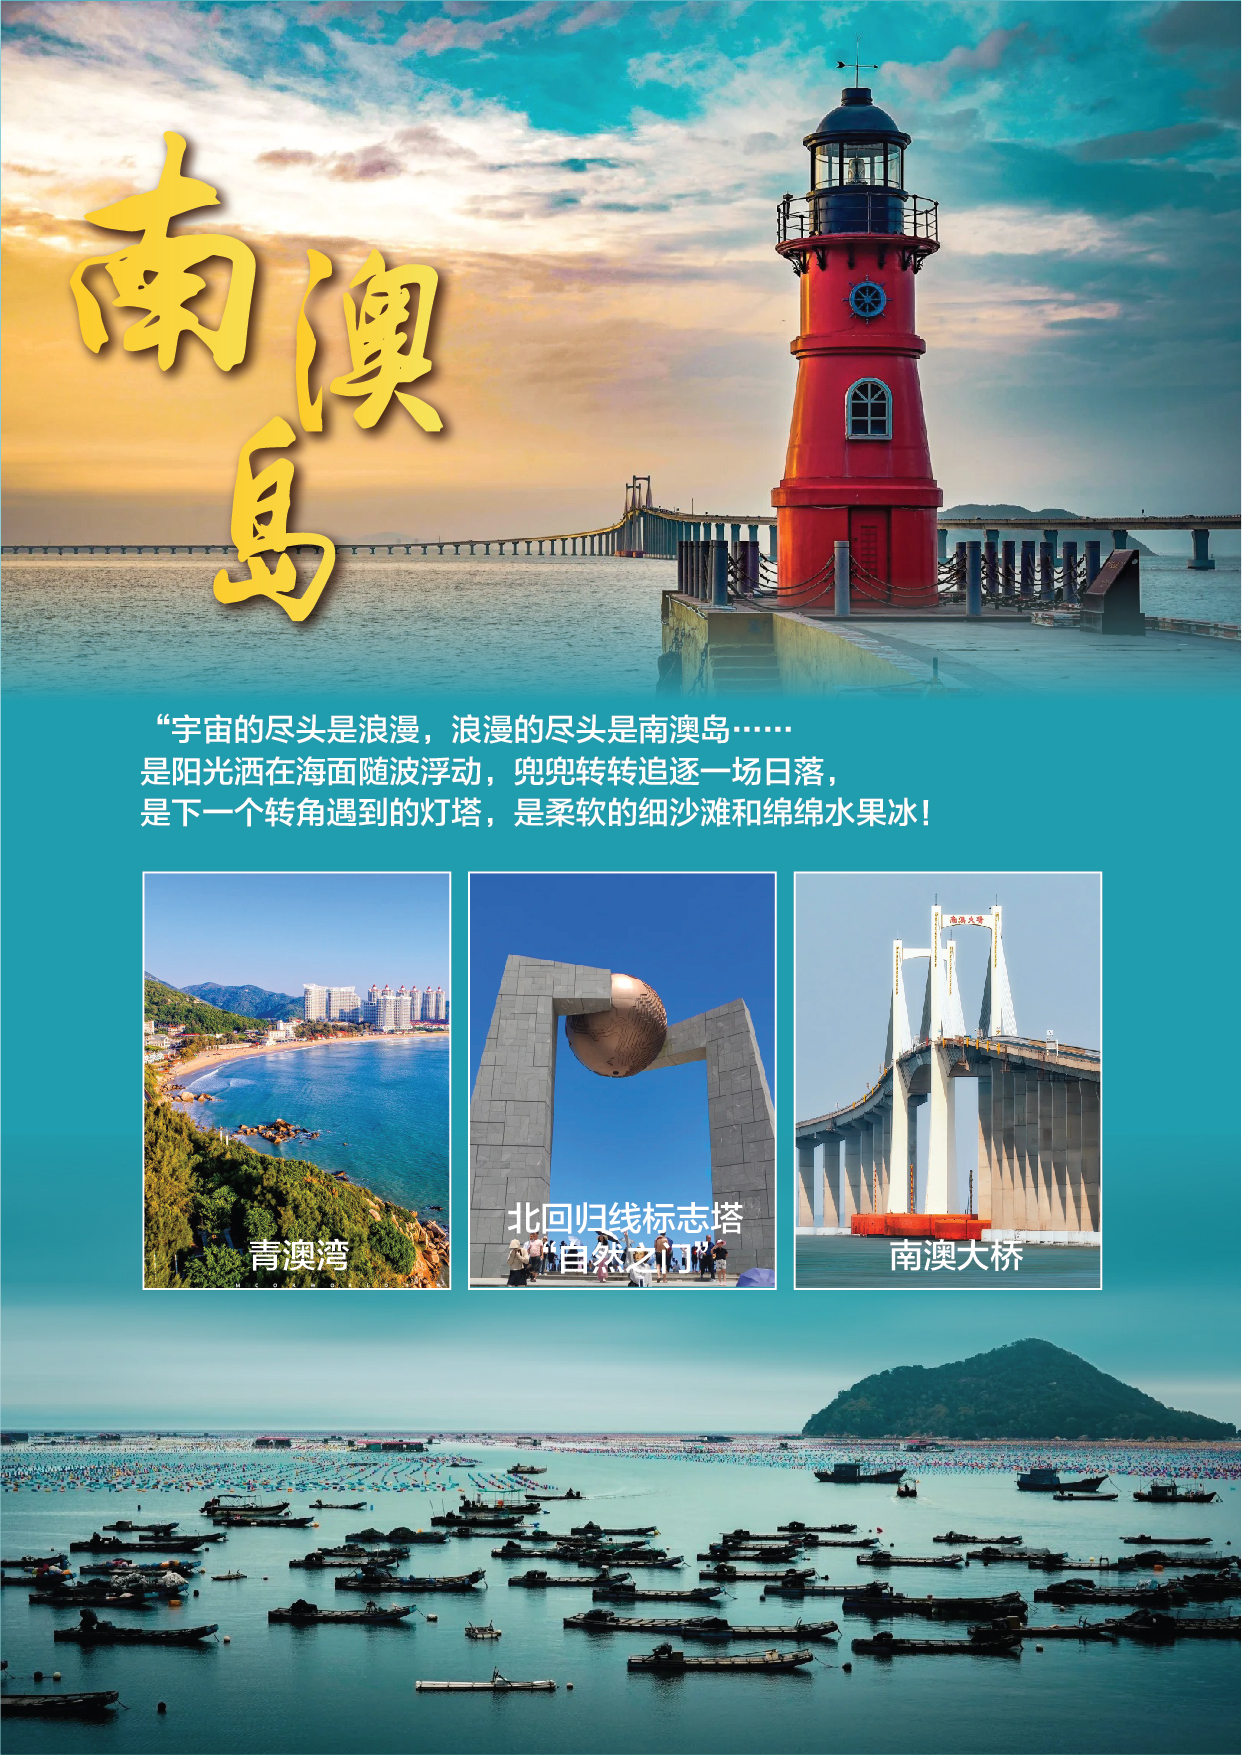 南澳岛
“宇宙的尽头是浪漫，浪漫的尽头是南澳岛……
是阳光洒在海面随波浮动，兜兜转转追逐一场日落，
是下一个转角遇到的灯塔，是柔软的细沙滩和绵绵水果冰！
南澳大桥
北回归线标志塔
“自然之门”
青澳湾
南澳大桥